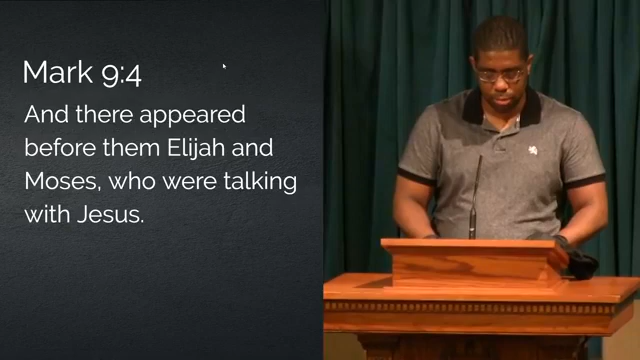 Mark 9:4
And there appeared
before them Elijah and
Moses, who were talking
with Jesus.